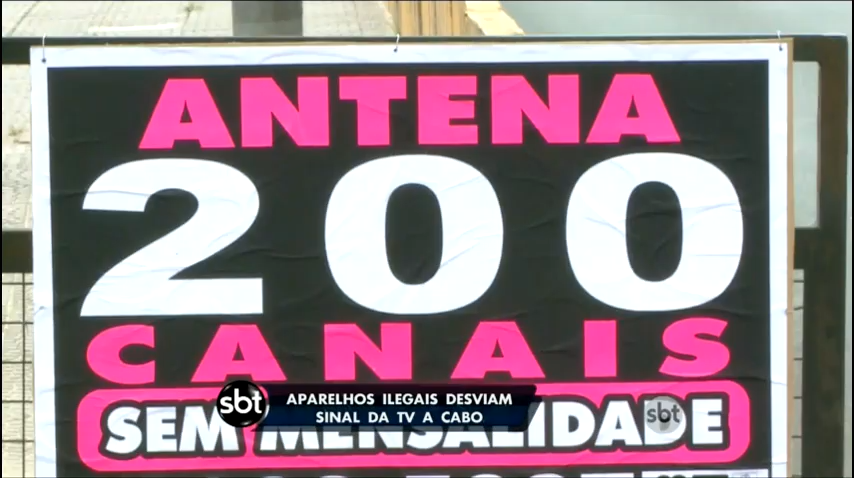 ANTENA
200
CANAIS
sbt
APARELHOS ILEGAIS DESVIAM
SINAL DA TV A CABO
SEM MENSALIDADE
sbt